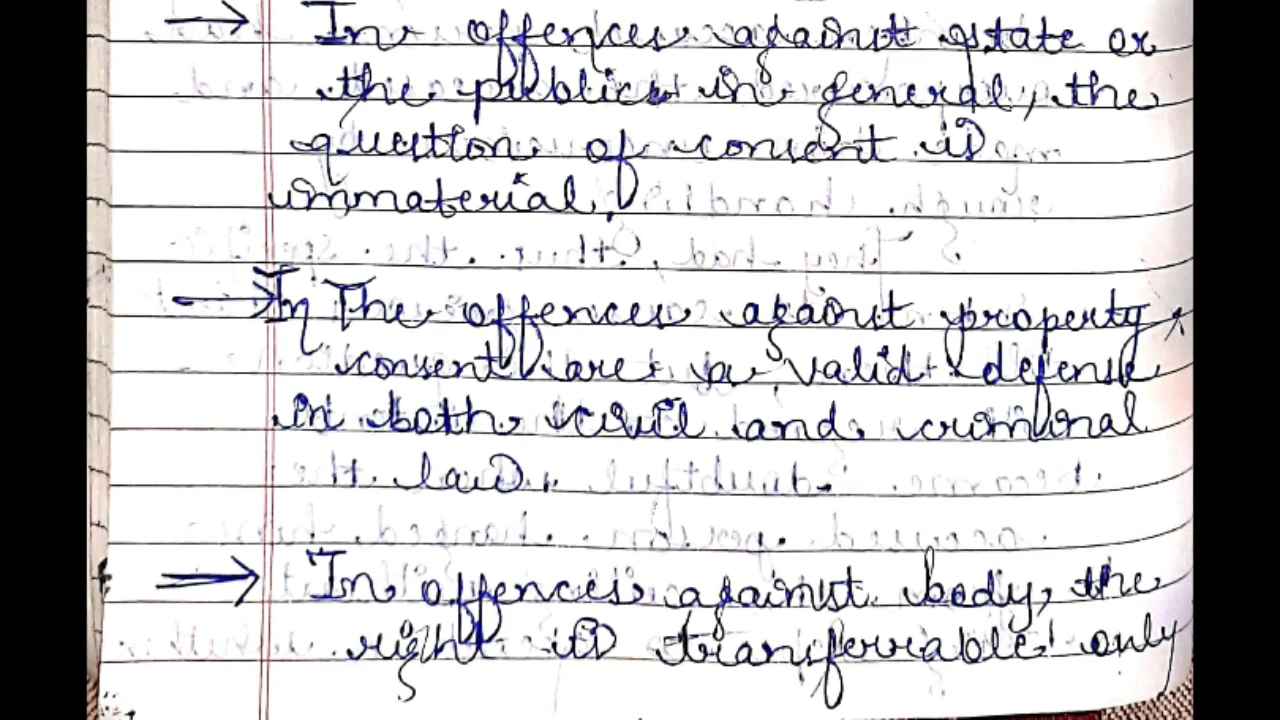 → In offences against state or
the public in general, the
question of consent is
immaterial.
→ In The offences against property
consent are a valid defense
in both civil and criminal
law.
→ In offences against body, the
right is transferrable only